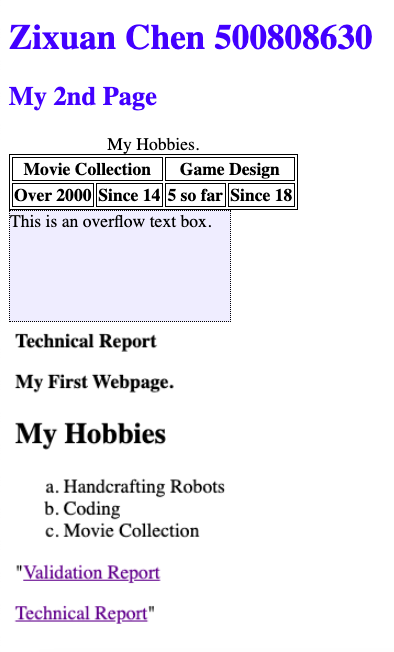 Zixuan Chen 500808630
My 2nd Page
My Hobbies.
Movie Collection Game Design
Over 2000 Since 14 5 so far Since 18
This is an overflow text box.
Technical Report
My First Webpage.
My Hobbies
a. Handcrafting Robots
b. Coding
c. Movie Collection
"Validation Report
Technical Report"